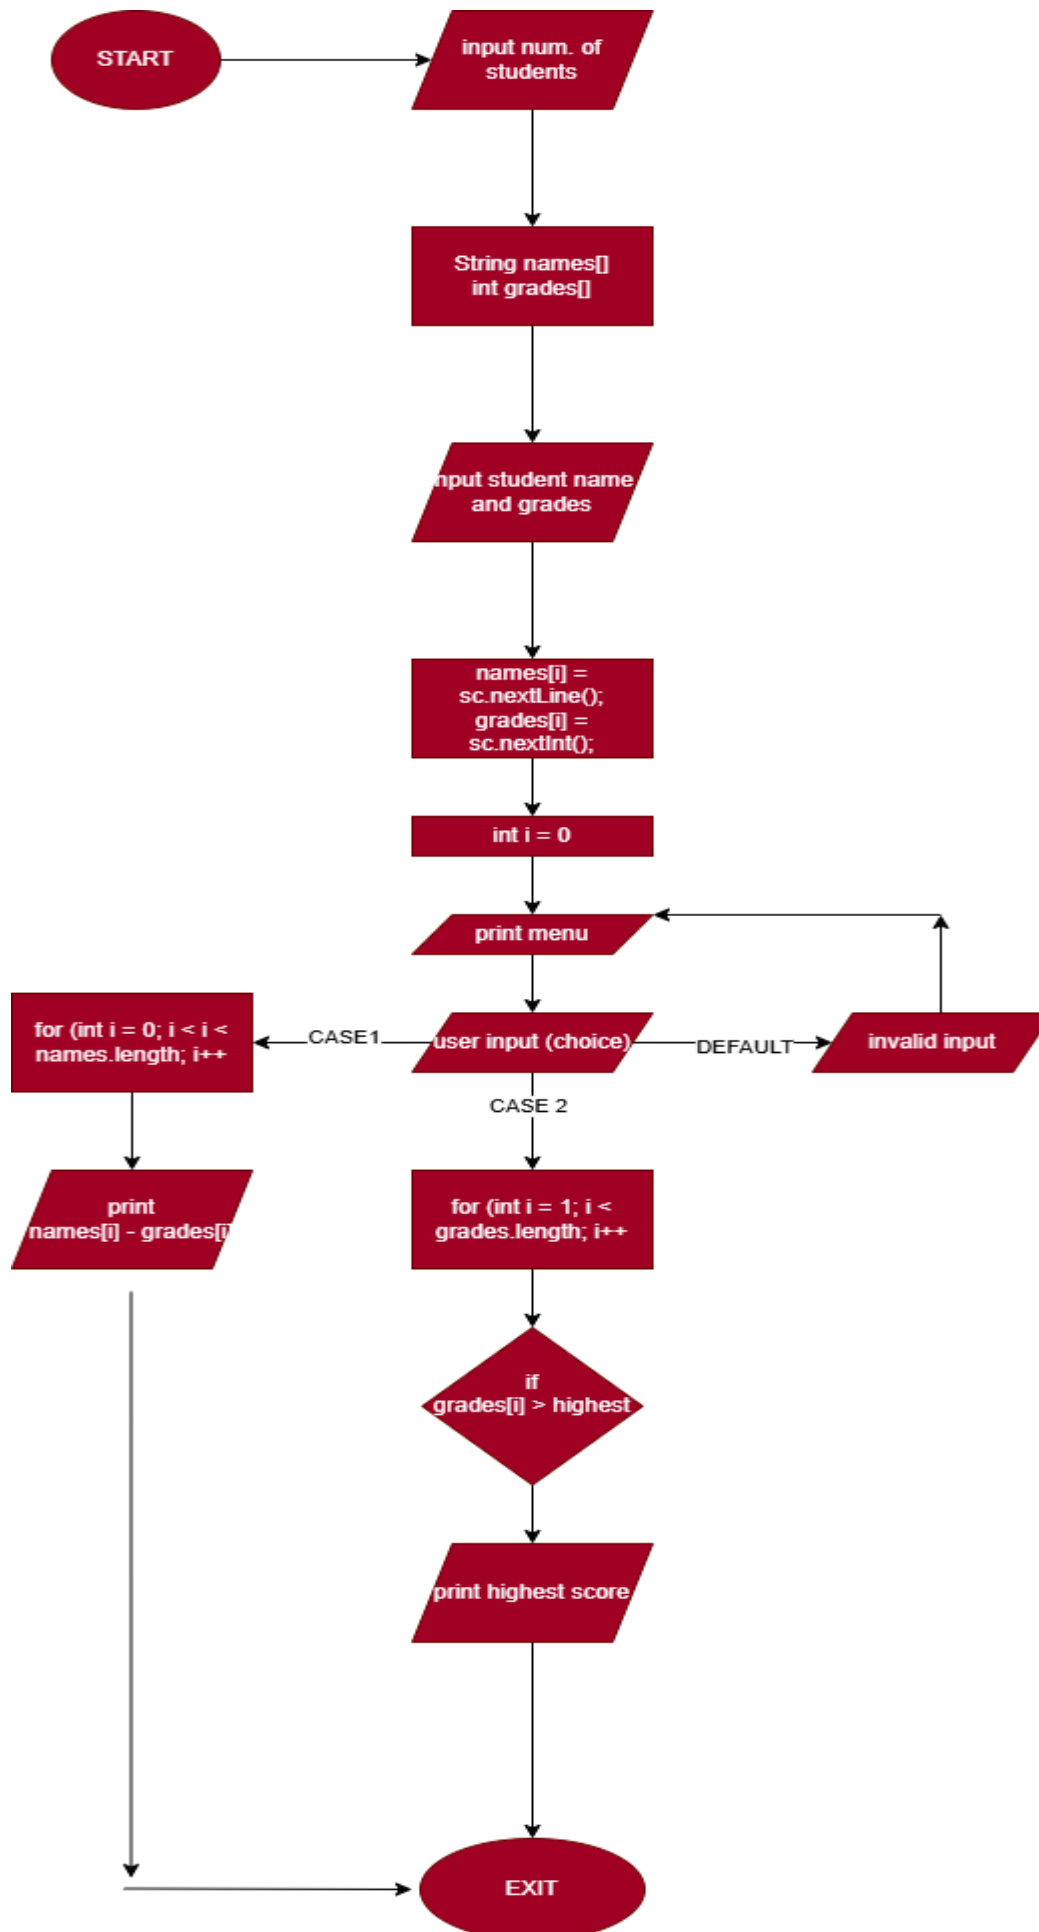 START
input num. of
students
String names[]
int grades[]
nput student name
and grades
names[i] =
sc.nextLine();
grades[i] =
sc.nextInt();
int i = 0
print menu
for (int i = 0; i < i <
names.length; i++
CASE1
user input (choice)
DEFAULT
invalid input
CASE 2
print
names[i] - grades[i]
for (int i = 1; i <
grades.length; i++
if
grades[i] > highest
print highest score
EXIT